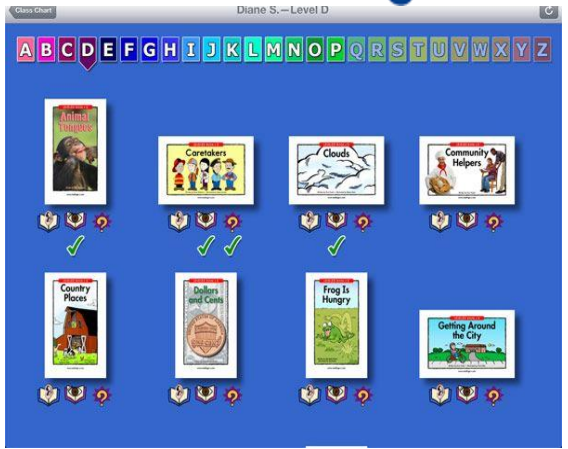 Class Chart
Diane S.—Level D
A B C D E F G H I J K L M N O P Q R S T U V W X Y Z
Animal
Tongues
Caretakers
Clouds
Community
Helpers
Country
Places
Dollars
and Cents
Frog Is
Hungry
Getting Around
the City